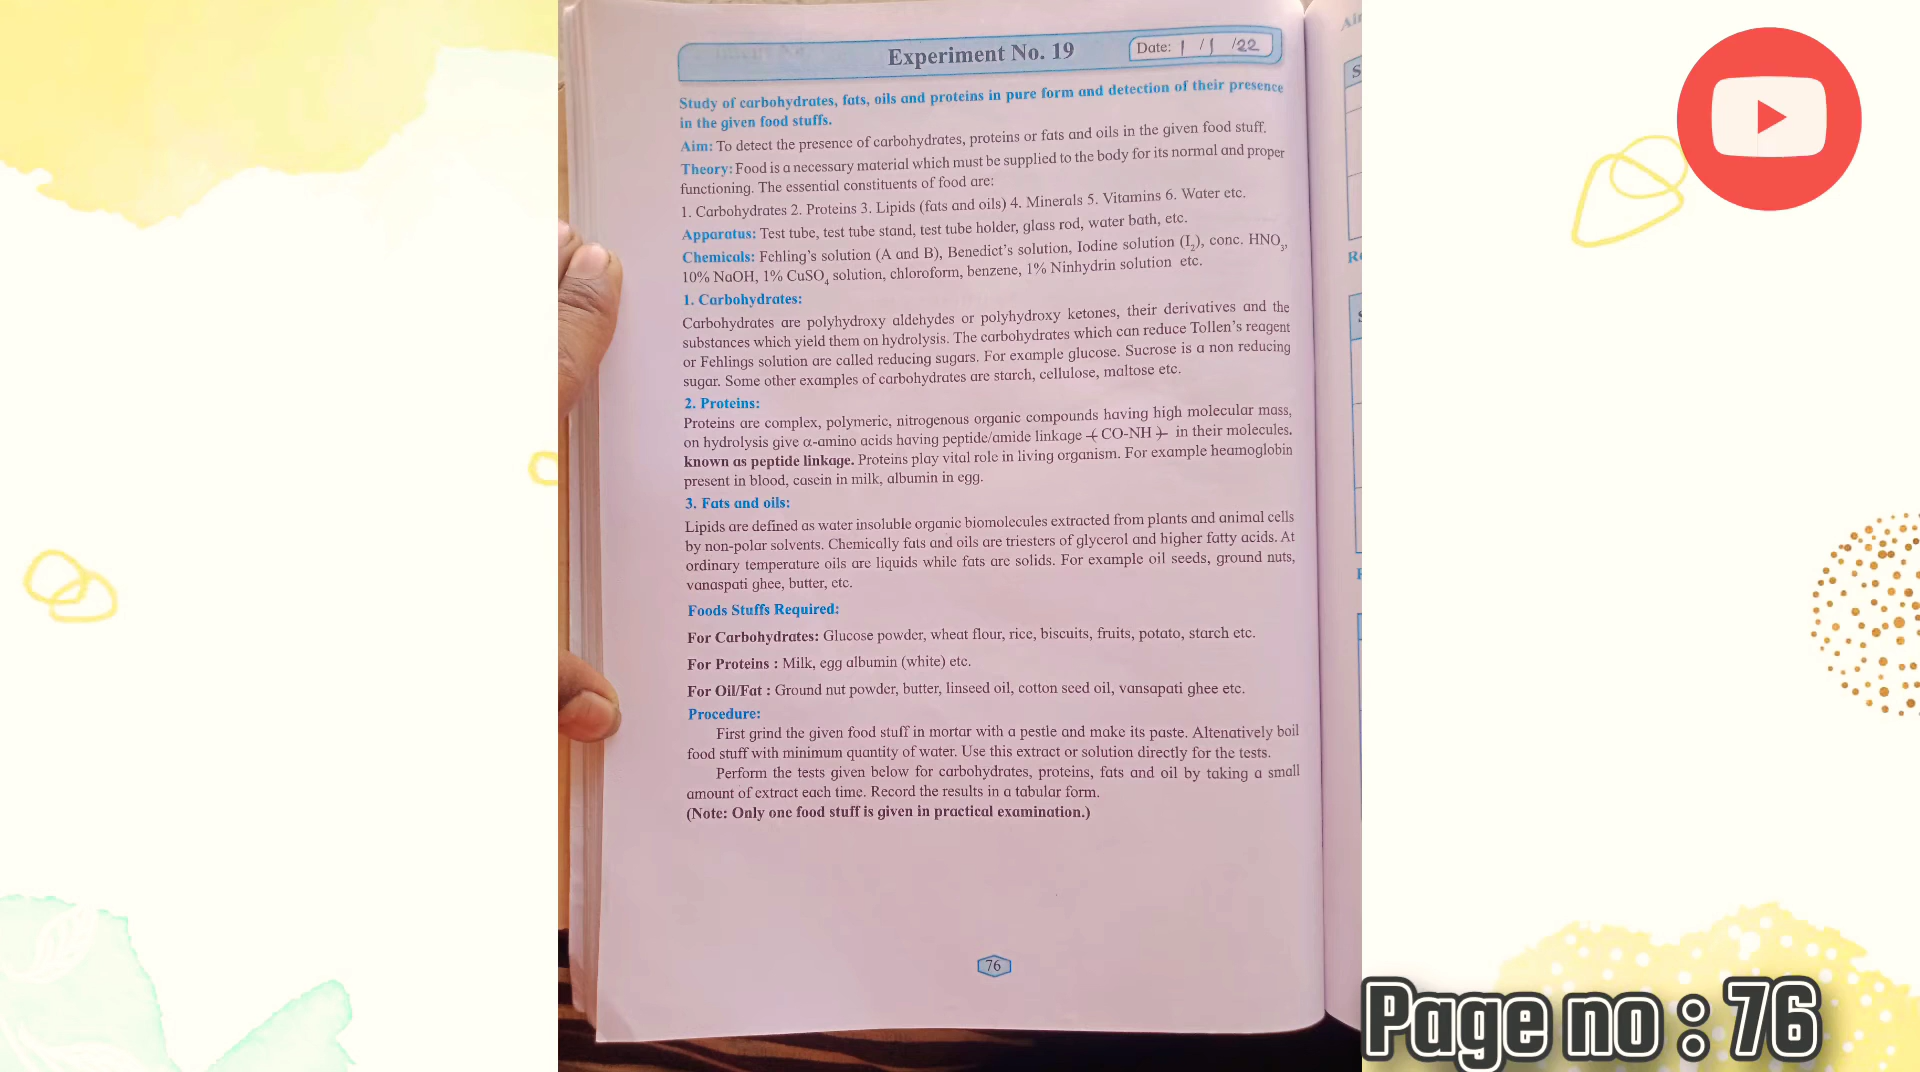 Experiment No. 19
Date: 1 / 1 /22
Study of carbohydrates, fats, oils and proteins in pure form and detection of their presence
in the given food stuffs.
Aim: To detect the presence of carbohydrates, proteins or fats and oils in the given food stuff.
Theory: Food is a necessary material which must be supplied to the body for its normal and proper
functioning. The essential constituents of food are:
1. Carbohydrates 2. Proteins 3. Lipids (fats and oils) 4. Minerals 5. Vitamins 6. Water etc.
Apparatus: Test tube, test tube stand, test tube holder, glass rod, water bath, etc.
Chemicals: Fehling's solution (A and B), Benedict's solution, Iodine solution (I₂), conc. HNO₃,
10% NaOH, 1% CuSO₄ solution, chloroform, benzene, 1% Ninhydrin solution etc.
1. Carbohydrates:
Carbohydrates are polyhydroxy aldehydes or polyhydroxy ketones, their derivatives and the
substances which yield them on hydrolysis. The carbohydrates which can reduce Tollen's reagent
or Fehlings solution are called reducing sugars. For example glucose. Sucrose is a non reducing
sugar. Some other examples of carbohydrates are starch, cellulose, maltose etc.
2. Proteins:
Proteins are complex, polymeric, nitrogenous organic compounds having high molecular mass,
on hydrolysis give α-amino acids having peptide/amide linkage -(-CO-NH-)- in their molecules.
known as peptide linkage. Proteins play vital role in living organism. For example heamoglobin
present in blood, casein in milk, albumin in egg.
3. Fats and oils:
Lipids are defined as water insoluble organic biomolecules extracted from plants and animal cells
by non-polar solvents. Chemically fats and oils are triesters of glycerol and higher fatty acids. At
ordinary temperature oils are liquids while fats are solids. For example oil seeds, ground nuts,
vanaspati ghee, butter, etc.
Foods Stuffs Required:
For Carbohydrates: Glucose powder, wheat flour, rice, biscuits, fruits, potato, starch etc.
For Proteins : Milk, egg albumin (white) etc.
For Oil/Fat : Ground nut powder, butter, linseed oil, cotton seed oil, vansapati ghee etc.
Procedure:
First grind the given food stuff in mortar with a pestle and make its paste. Altenatively boil
food stuff with minimum quantity of water. Use this extract or solution directly for the tests.
Perform the tests given below for carbohydrates, proteins, fats and oil by taking a small
amount of extract each time. Record the results in a tabular form.
(Note: Only one food stuff is given in practical examination.)
76
Page no : 76